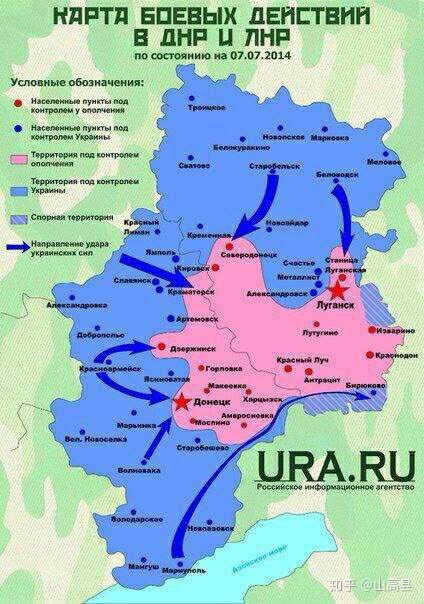 КАРТА БОЕВЫХ ДЕЙСТВИЙ
В ДНР И ЛНР
по состоянию на 07.07.2014
Условные обозначения:
Населенные пункты под
контролем у ополчения
Населенные пункты под
контролем Украины
Территория под контролем
ополчения
Территория под контролем
Украины
Спорная территория
Направление удара
украинских сил
Троицкое
Новопсков
Марковка
Белокуракино
Меловое
Сватово
Старобельск
Беловодск
Красный
Лиман
Кременная
Новоайдар
Ямполь
Северодонецк
Кировск
Счастье
Станица
Луганская
Металлист
Славянск
Краматорск
Александровск
Луганск
Александровка
Артемовск
Лутугино
Изварино
Доброполье
Дзержинск
Красноармейск
Горловка
Красный Луч
Краснодон
Ясиноватая
Антрацит
Макеевка
Бирюково
Донецк
Харцызск
Марьинка
Амвросиевка
Моспино
Вел. Новоселка
Старобешево
Волноваха
URA.RU
Российское информационное агентство
Володарское
Новоазовск
Мангуш
Мариуполь
Азовское море
知乎 @山高县